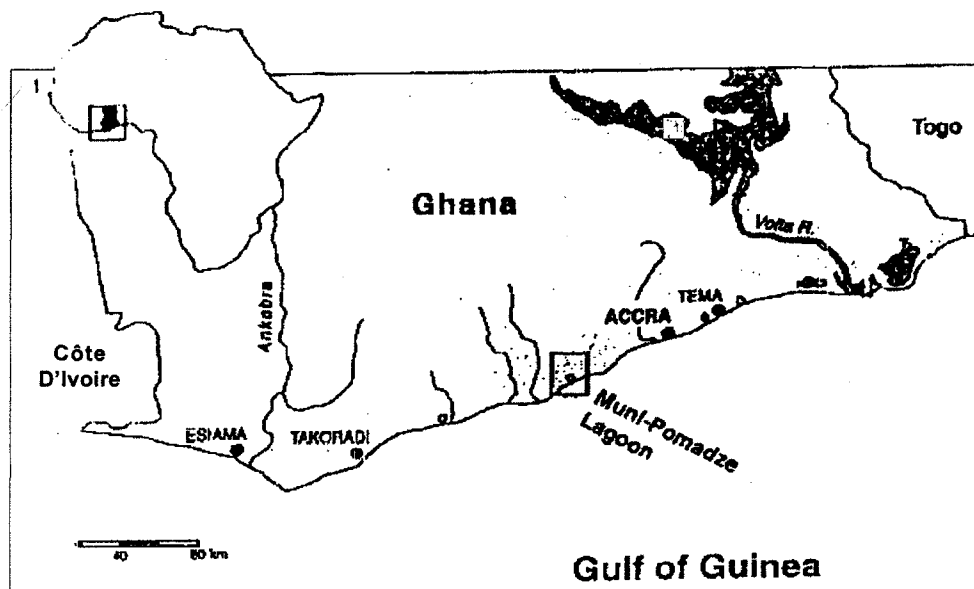 1
Togo
Ghana
Volta R.
Ankobra
TEMA
ACCRA
Côte
D'Ivoire
Muni-Pomadze
Lagoon
ESIAMA
TAKORADI
40
80 km
Gulf of Guinea